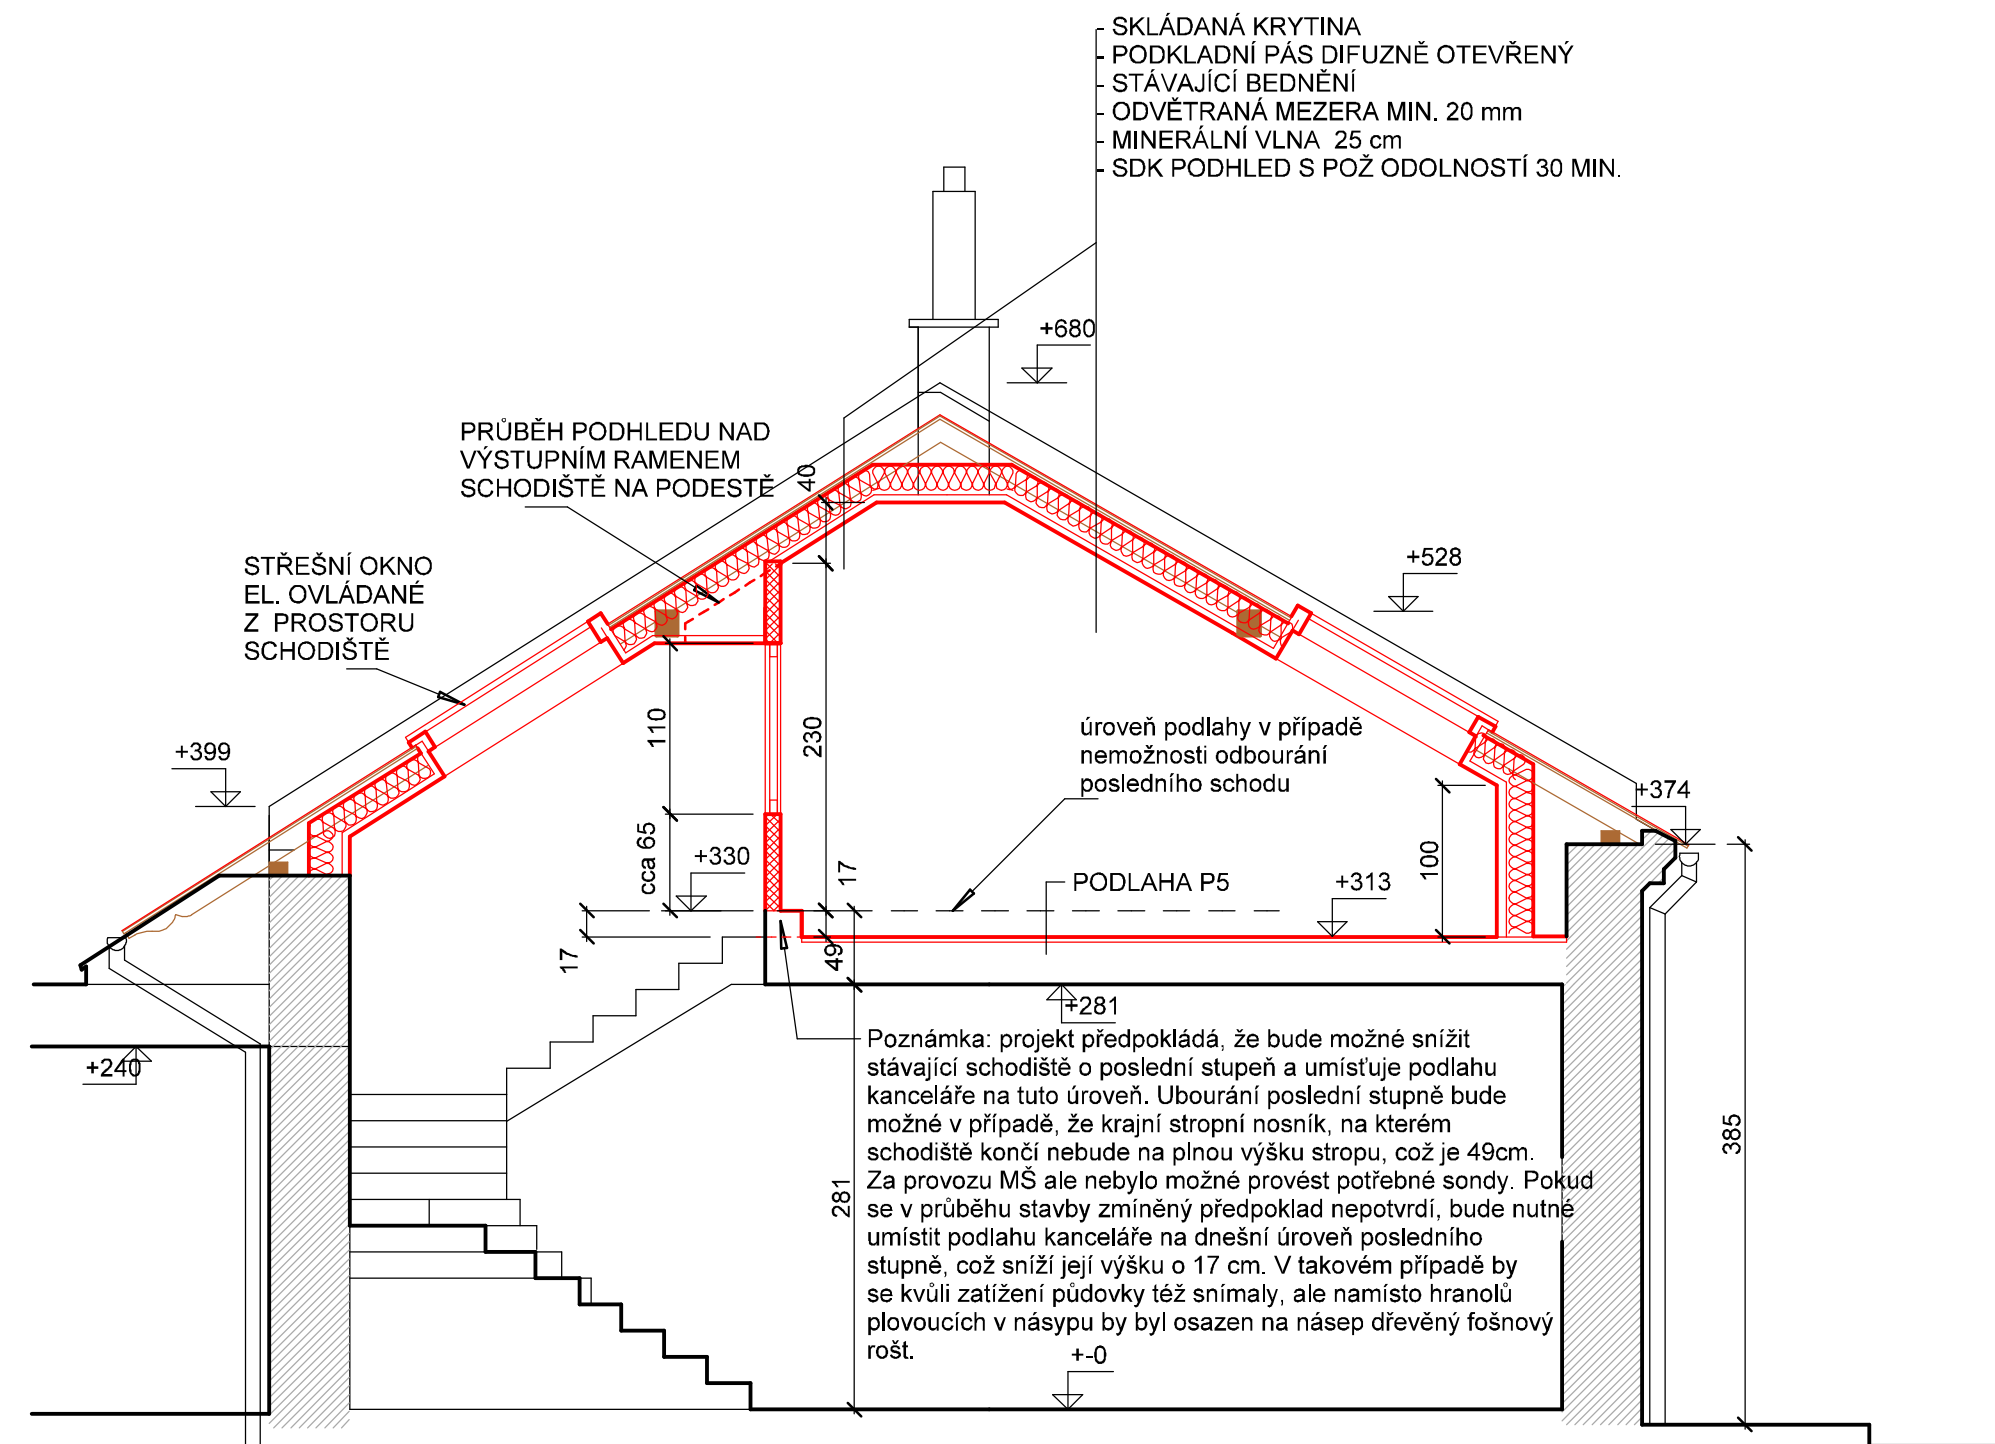 SKLÁDANÁ KRYTINA
PODKLADNÍ PÁS DIFUZNĚ OTEVŘENÝ
STÁVAJÍCÍ BEDNĚNÍ
ODVĚTRANÁ MEZERA MIN. 20 mm
MINERÁLNÍ VLNA 25 cm
SDK PODHLED S POŽ ODOLNOSTÍ 30 MIN.
+680
PRŮBĚH PODHLEDU NAD
VÝSTUPNÍM RAMENEM
SCHODIŠTĚ NA PODESTĚ
40
STŘEŠNÍ OKNO
EL. OVLÁDANÉ
Z PROSTORU
SCHODIŠTĚ
+528
+399
110
230
úroveň podlahy v případě
nemožnosti odbourání
posledního schodu
+374
cca 65
+330
17
PODLAHA P5
+313
100
17
49
+281
+240
Poznámka: projekt předpokládá, že bude možné snížit
stávající schodiště o poslední stupeň a umísťuje podlahu
kanceláře na tuto úroveň. Ubourání poslední stupně bude
možné v případě, že krajní stropní nosník, na kterém
schodiště končí nebude na plnou výšku stropu, což je 49cm.
Za provozu MŠ ale nebylo možné provést potřebné sondy. Pokud
se v průběhu stavby zmíněný předpoklad nepotvrdí, bude nutné
umístit podlahu kanceláře na dnešní úroveň posledního
stupně, což sníží její výšku o 17 cm. V takovém případě by
se kvůli zatížení půdovky též snímaly, ale namísto hranolů
plovoucích v násypu by byl osazen na násep dřevěný fošnový
rošt.
281
385
+-0